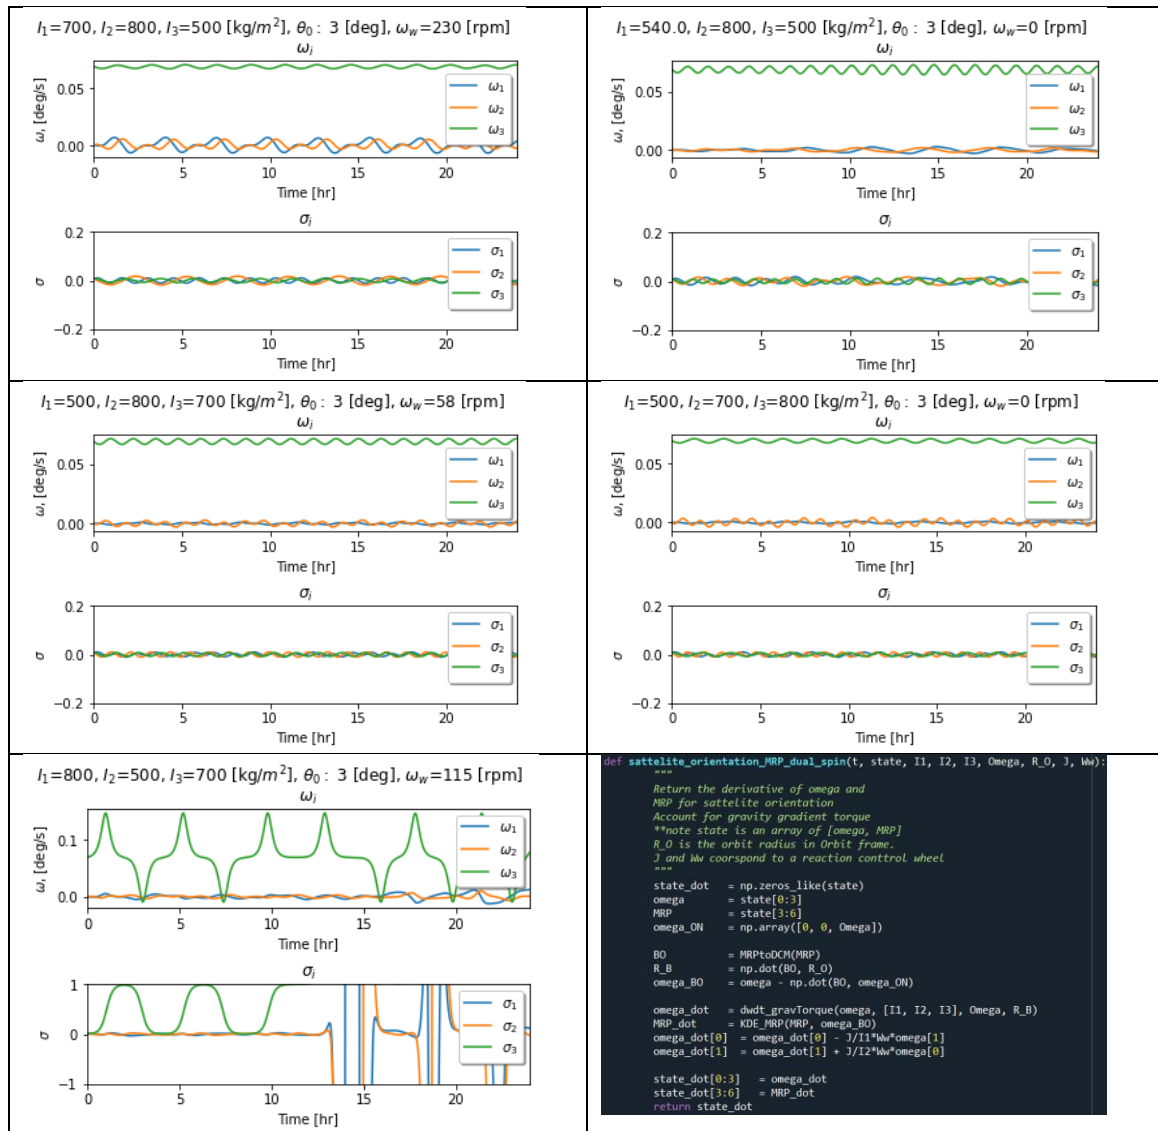 I₁=700, I₂=800, I₃=500 [kg/m²], θ₀ : 3 [deg], ω_w=230 [rpm]
ω_i
ω, [deg/s]
0.05
0.00
ω₁
ω₂
ω₃
0 5 10 15 20
Time [hr]
σ_i
σ
0.2
0.0
−0.2
σ₁
σ₂
σ₃
0 5 10 15 20
Time [hr]
I₁=540.0, I₂=800, I₃=500 [kg/m²], θ₀ : 3 [deg], ω_w=0 [rpm]
ω_i
ω, [deg/s]
0.05
0.00
ω₁
ω₂
ω₃
0 5 10 15 20
Time [hr]
σ_i
σ
0.2
0.0
−0.2
σ₁
σ₂
σ₃
0 5 10 15 20
Time [hr]
I₁=500, I₂=800, I₃=700 [kg/m²], θ₀ : 3 [deg], ω_w=58 [rpm]
ω_i
ω, [deg/s]
0.05
0.00
ω₁
ω₂
ω₃
0 5 10 15 20
Time [hr]
σ_i
σ
0.2
0.0
−0.2
σ₁
σ₂
σ₃
0 5 10 15 20
Time [hr]
I₁=500, I₂=700, I₃=800 [kg/m²], θ₀ : 3 [deg], ω_w=0 [rpm]
ω_i
ω, [deg/s]
0.05
0.00
ω₁
ω₂
ω₃
0 5 10 15 20
Time [hr]
σ_i
σ
0.2
0.0
−0.2
σ₁
σ₂
σ₃
0 5 10 15 20
Time [hr]
I₁=800, I₂=500, I₃=700 [kg/m²], θ₀ : 3 [deg], ω_w=115 [rpm]
ω_i
ω, [deg/s]
0.1
0.0
ω₁
ω₂
ω₃
0 5 10 15 20
Time [hr]
σ_i
σ
1
0
−1
σ₁
σ₂
σ₃
0 5 10 15 20
Time [hr]
def sattelite_orientation_MRP_dual_spin(t, state, I1, I2, I3, Omega, R_O, J, Ww):
"""
Return the derivative of omega and
MRP for sattelite orientation
Account for gravity gradient torque
**note state is an array of [omega, MRP]
R_O is the orbit radius in Orbit frame.
J and Ww coorspond to a reaction conttrol wheel
"""
state_dot = np.zeros_like(state)
omega = state[0:3]
MRP = state[3:6]
omega_ON = np.array([0, 0, Omega])
BO = MRPtoDCM(MRP)
R_B = np.dot(BO, R_O)
omega_BO = omega - np.dot(BO, omega_ON)
omega_dot = dwdt_gravTorque(omega, [I1, I2, I3], Omega, R_B)
MRP_dot = KDE_MRP(MRP, omega_BO)
omega_dot[0] = omega_dot[0] - J/I1*Ww*omega[1]
omega_dot[1] = omega_dot[1] + J/I2*Ww*omega[0]
state_dot[0:3] = omega_dot
state_dot[3:6] = MRP_dot
return state_dot